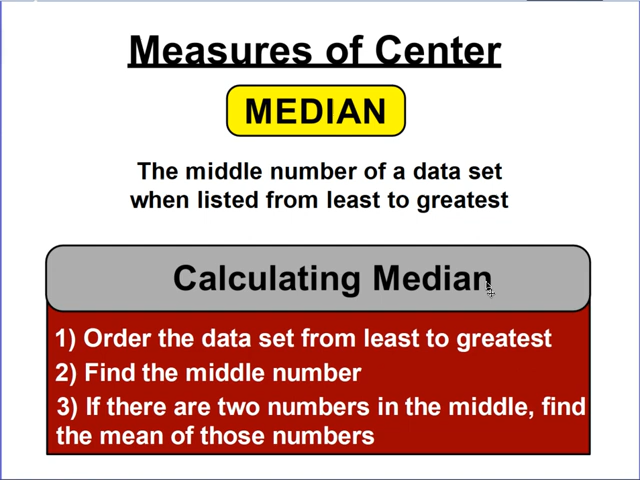 Measures of Center
MEDIAN
The middle number of a data set
when listed from least to greatest
Calculating Median
1) Order the data set from least to greatest
2) Find the middle number
3) If there are two numbers in the middle, find
the mean of those numbers